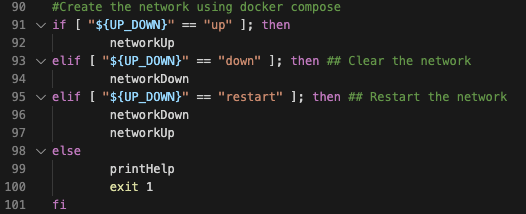 90 #Create the network using docker compose
91 if [ "${UP_DOWN}" == "up" ]; then
92 networkUp
93 elif [ "${UP_DOWN}" == "down" ]; then ## Clear the network
94 networkDown
95 elif [ "${UP_DOWN}" == "restart" ]; then ## Restart the network
96 networkDown
97 networkUp
98 else
99 printHelp
100 exit 1
101 fi